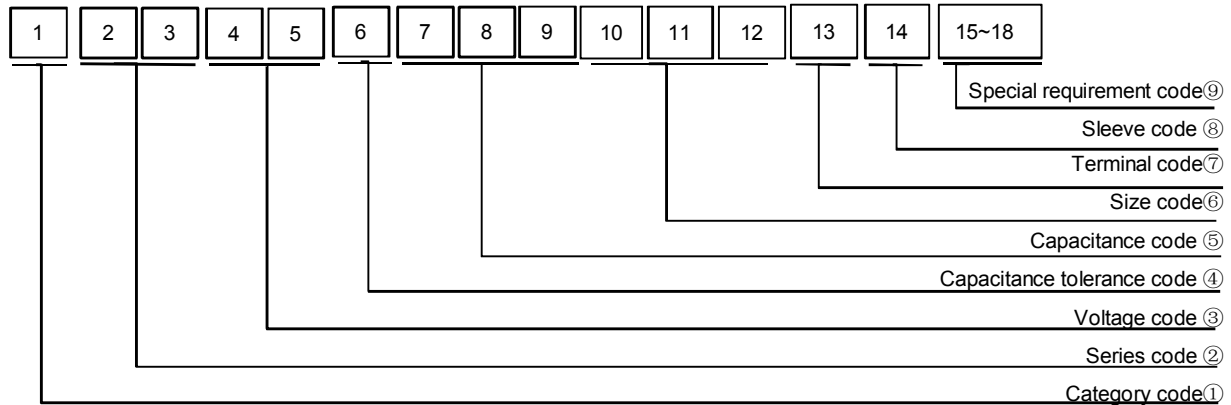 1 2 3 4 5 6 7 8 9 10 11 12 13 14 15~18
Special requirement code⑨
Sleeve code ⑧
Terminal code⑦
Size code⑥
Capacitance code ⑤
Capacitance tolerance code ④
Voltage code ③
Series code ②
Category code①